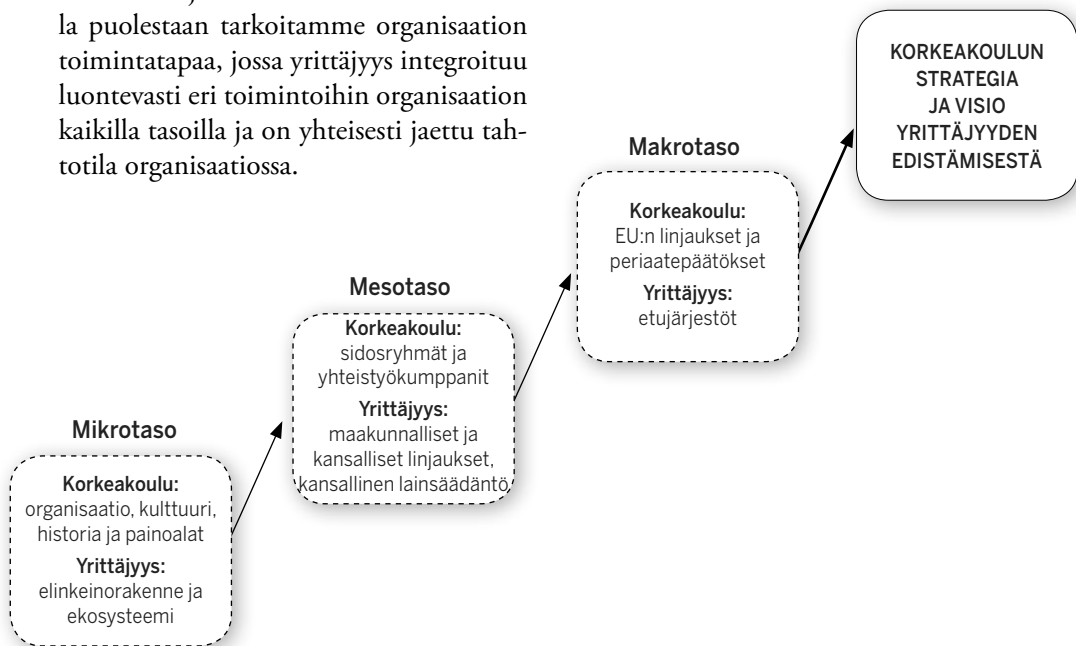 la puolestaan tarkoitamme organisaation
toimintatapaa, jossa yrittäjyys integroituu
luontevasti eri toimintoihin organisaation
kaikilla tasoilla ja on yhteisesti jaettu tah-
totila organisaatiossa.
KORKEAKOULUN
STRATEGIA
JA VISIO
YRITTÄJYYDEN
EDISTÄMISESTÄ
Makrotaso
Korkeakoulu:
EU:n linjaukset ja
periaatepäätökset
Yrittäjyys:
etujärjestöt
Mesotaso
Korkeakoulu:
sidosryhmät ja
yhteistyökumppanit
Yrittäjyys:
maakunnalliset ja
kansalliset linjaukset,
kansallinen lainsäädäntö
Mikrotaso
Korkeakoulu:
organisaatio, kulttuuri,
historia ja painoalat
Yrittäjyys:
elinkeinorakenne ja
ekosysteemi